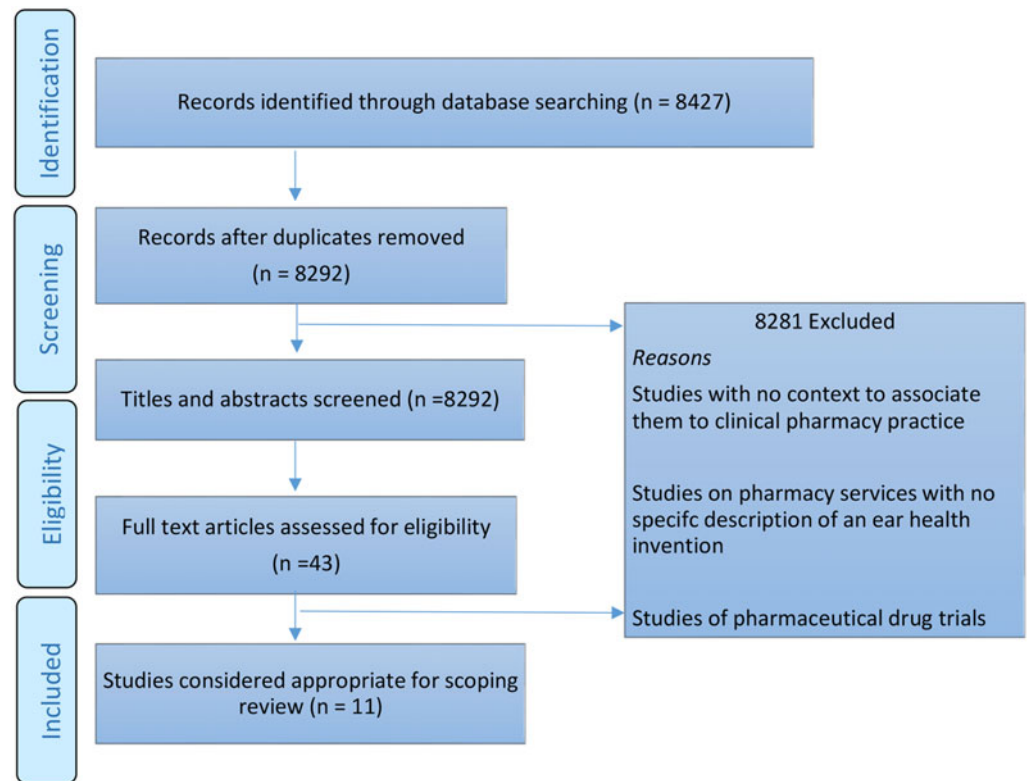 Identification
Records identified through database searching (n = 8427)
Screening
Records after duplicates removed
(n = 8292)
8281 Excluded
Reasons
Studies with no context to associate
them to clinical pharmacy practice
Studies on pharmacy services with no
specifc description of an ear health
invention
Studies of pharmaceutical drug trials
Titles and abstracts screened (n =8292)
Eligibility
Full text articles assessed for eligibility
(n =43)
Included
Studies considered appropriate for scoping
review (n = 11)